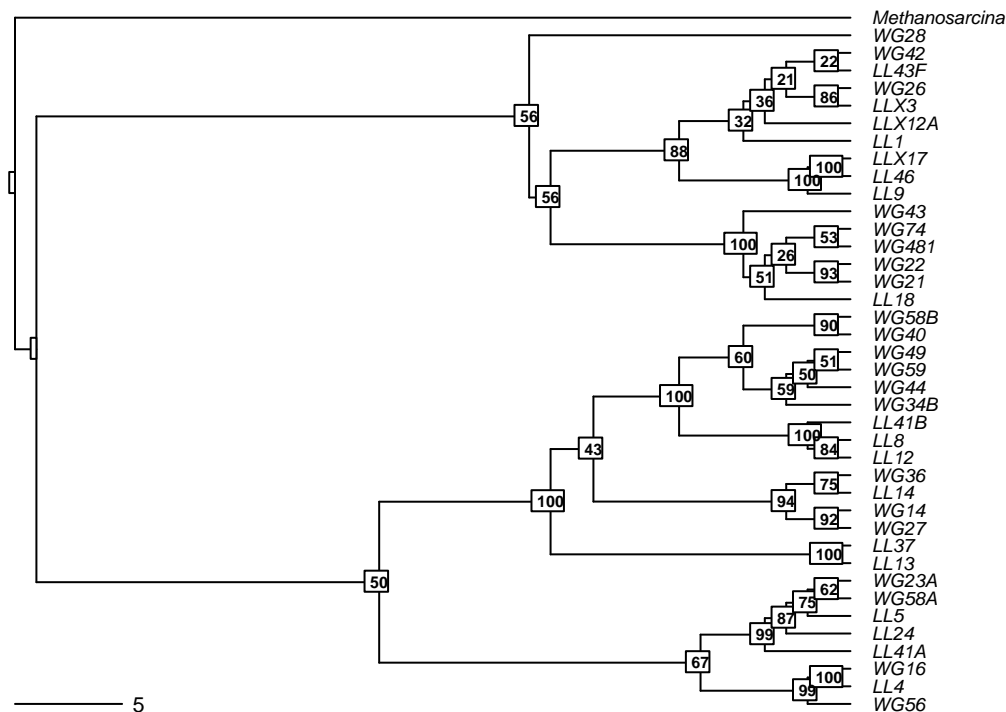 Methanosarcina
WG28
WG42
22
LL43F
21
WG26
36
86
LLX3
56
32
LLX12A
LL1
88
LLX17
100
LL46
100
LL9
56
WG43
WG74
53
100
WG481
26
WG22
51
93
WG21
LL18
WG58B
90
WG40
WG49
60
51
WG59
50
WG44
59
100
WG34B
LL41B
100
LL8
43
84
LL12
WG36
75
LL14
100
94
WG14
92
WG27
LL37
100
LL13
50
WG23A
62
WG58A
75
LL5
87
LL24
99
LL41A
67
WG16
100
LL4
99
WG56
5